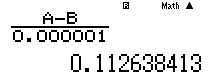 R Math ▲
A-B
0.000001
0.112638413